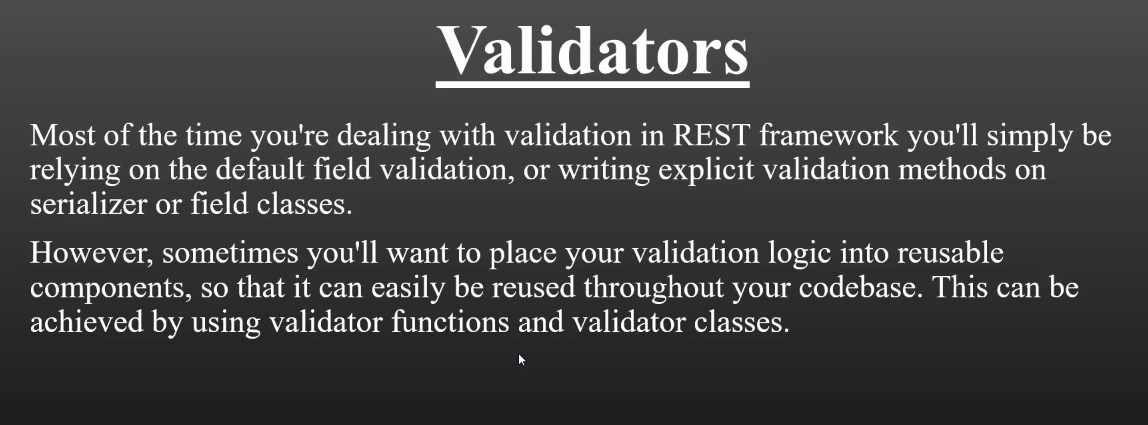 Validators
Most of the time you're dealing with validation in REST framework you'll simply be
relying on the default field validation, or writing explicit validation methods on
serializer or field classes.
However, sometimes you'll want to place your validation logic into reusable
components, so that it can easily be reused throughout your codebase. This can be
achieved by using validator functions and validator classes.